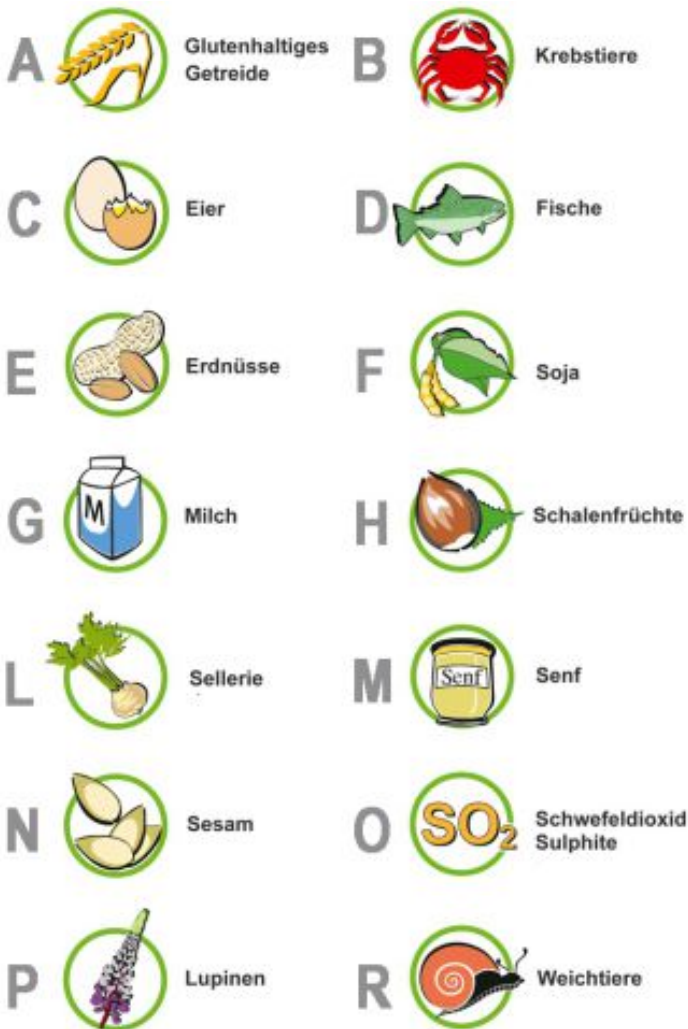 A
Glutenhaltiges
Getreide
B
Krebstiere
C
Eier
D
Fische
E
Erdnüsse
F
Soja
G
M
Milch
H
Schalenfrüchte
L
Sellerie
M
Senf
Senf
N
Sesam
O
SO₂
Schwefeldioxid
Sulphite
P
Lupinen
R
Weichtiere